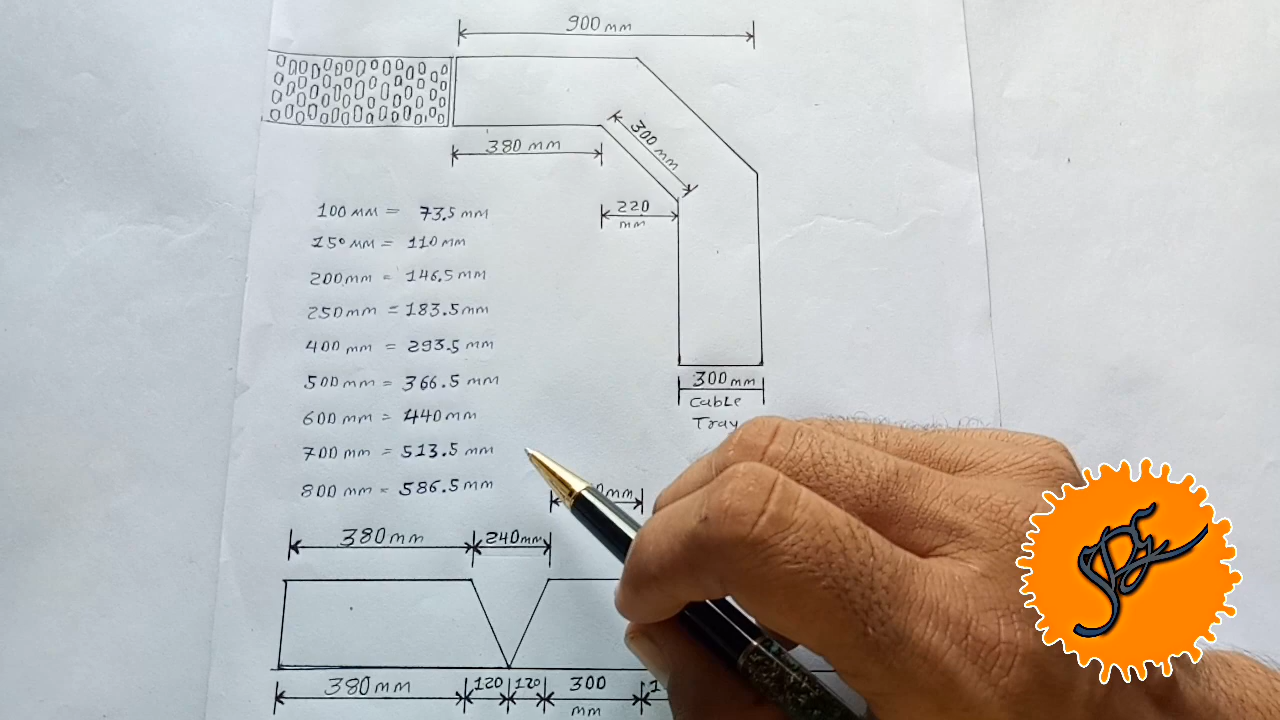 900 mm
380 mm
300 mm
220
mm
100 mm = 73.5 mm
150 mm = 110 mm
200 mm = 146.5 mm
250 mm = 183.5 mm
400 mm = 293.5 mm
500 mm = 366.5 mm
600 mm = 440 mm
700 mm = 513.5 mm
800 mm = 586.5 mm
300 mm
Cable
Tray
380 mm
240 mm
mm
380 mm
120
120
300
mm